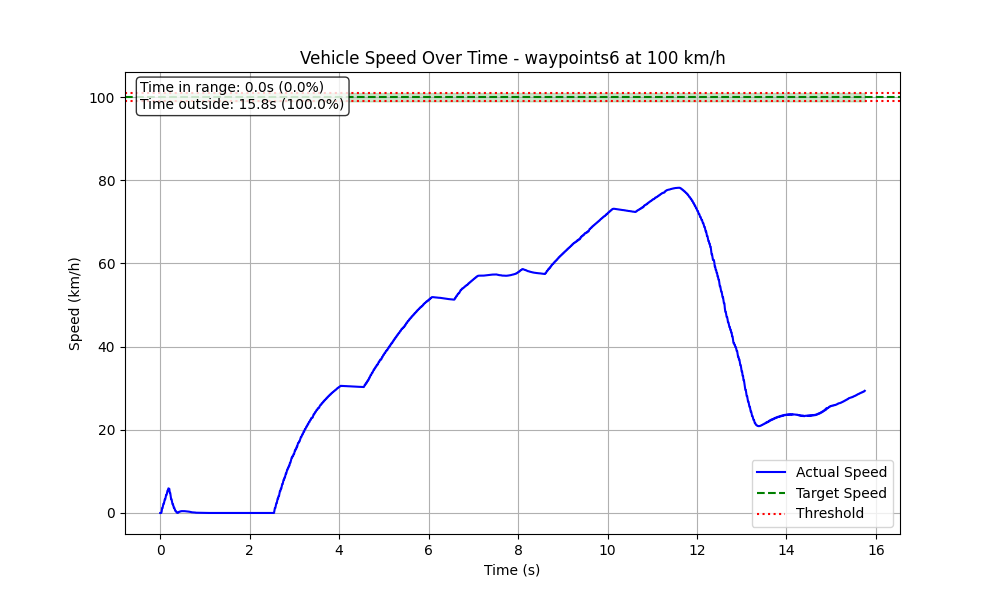 Vehicle Speed Over Time - waypoints6 at 100 km/h
Time in range: 0.0s (0.0%)
Time outside: 15.8s (100.0%)
100
80
60
40
20
0
Speed (km/h)
Actual Speed
Target Speed
Threshold
0 2 4 6 8 10 12 14 16
Time (s)